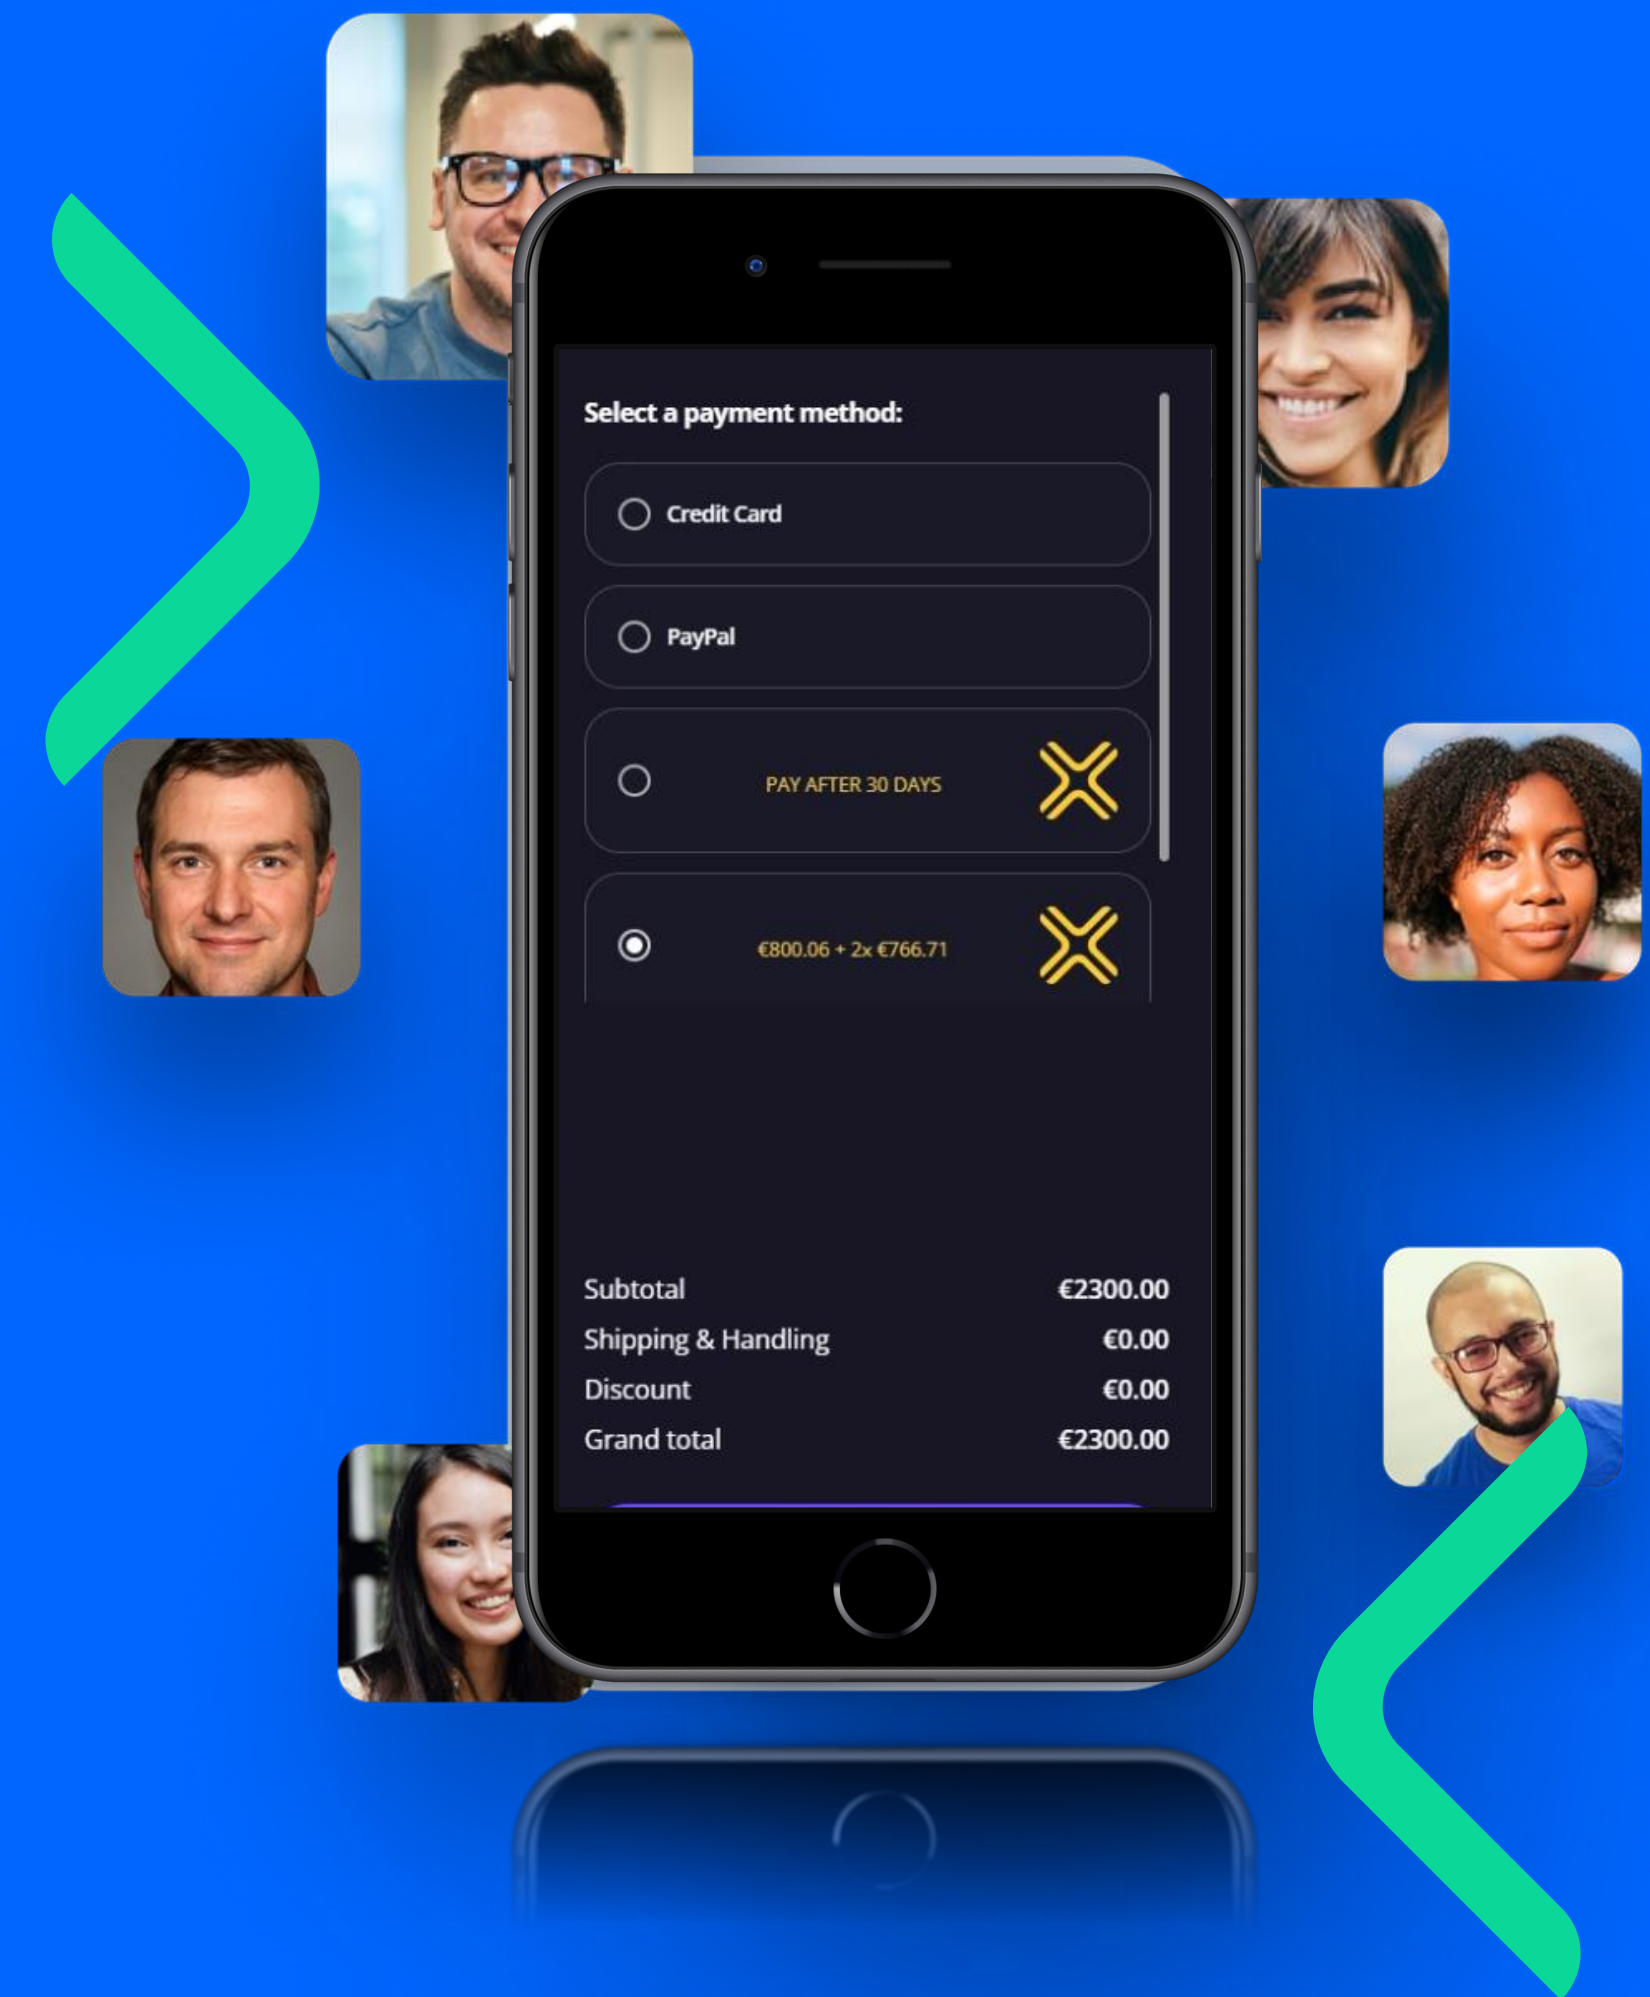 Select a payment method:
Credit Card
PayPal
PAY AFTER 30 DAYS
€800.06 + 2x €766.71
Subtotal €2300.00
Shipping & Handling €0.00
Discount €0.00
Grand total €2300.00